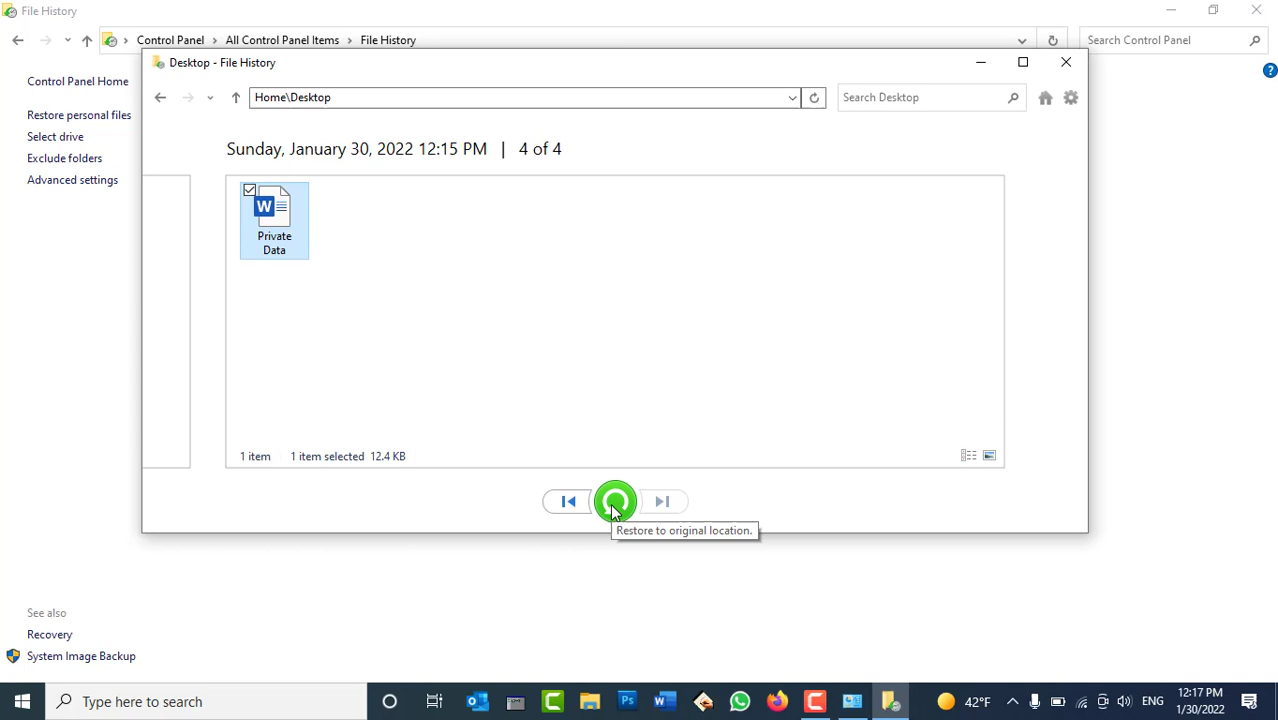 File History
Control Panel All Control Panel Items File History
Search Control Panel
Control Panel Home
Restore personal files
Select drive
Exclude folders
Advanced settings
Desktop - File History
Home\Desktop
Search Desktop
Sunday, January 30, 2022 12:15 PM | 4 of 4
W
Private
Data
1 item 1 item selected 12.4 KB
Restore to original location.
See also
Recovery
System Image Backup
?
Type here to search
Ps
W
42°F
ENG
12:17 PM
1/30/2022